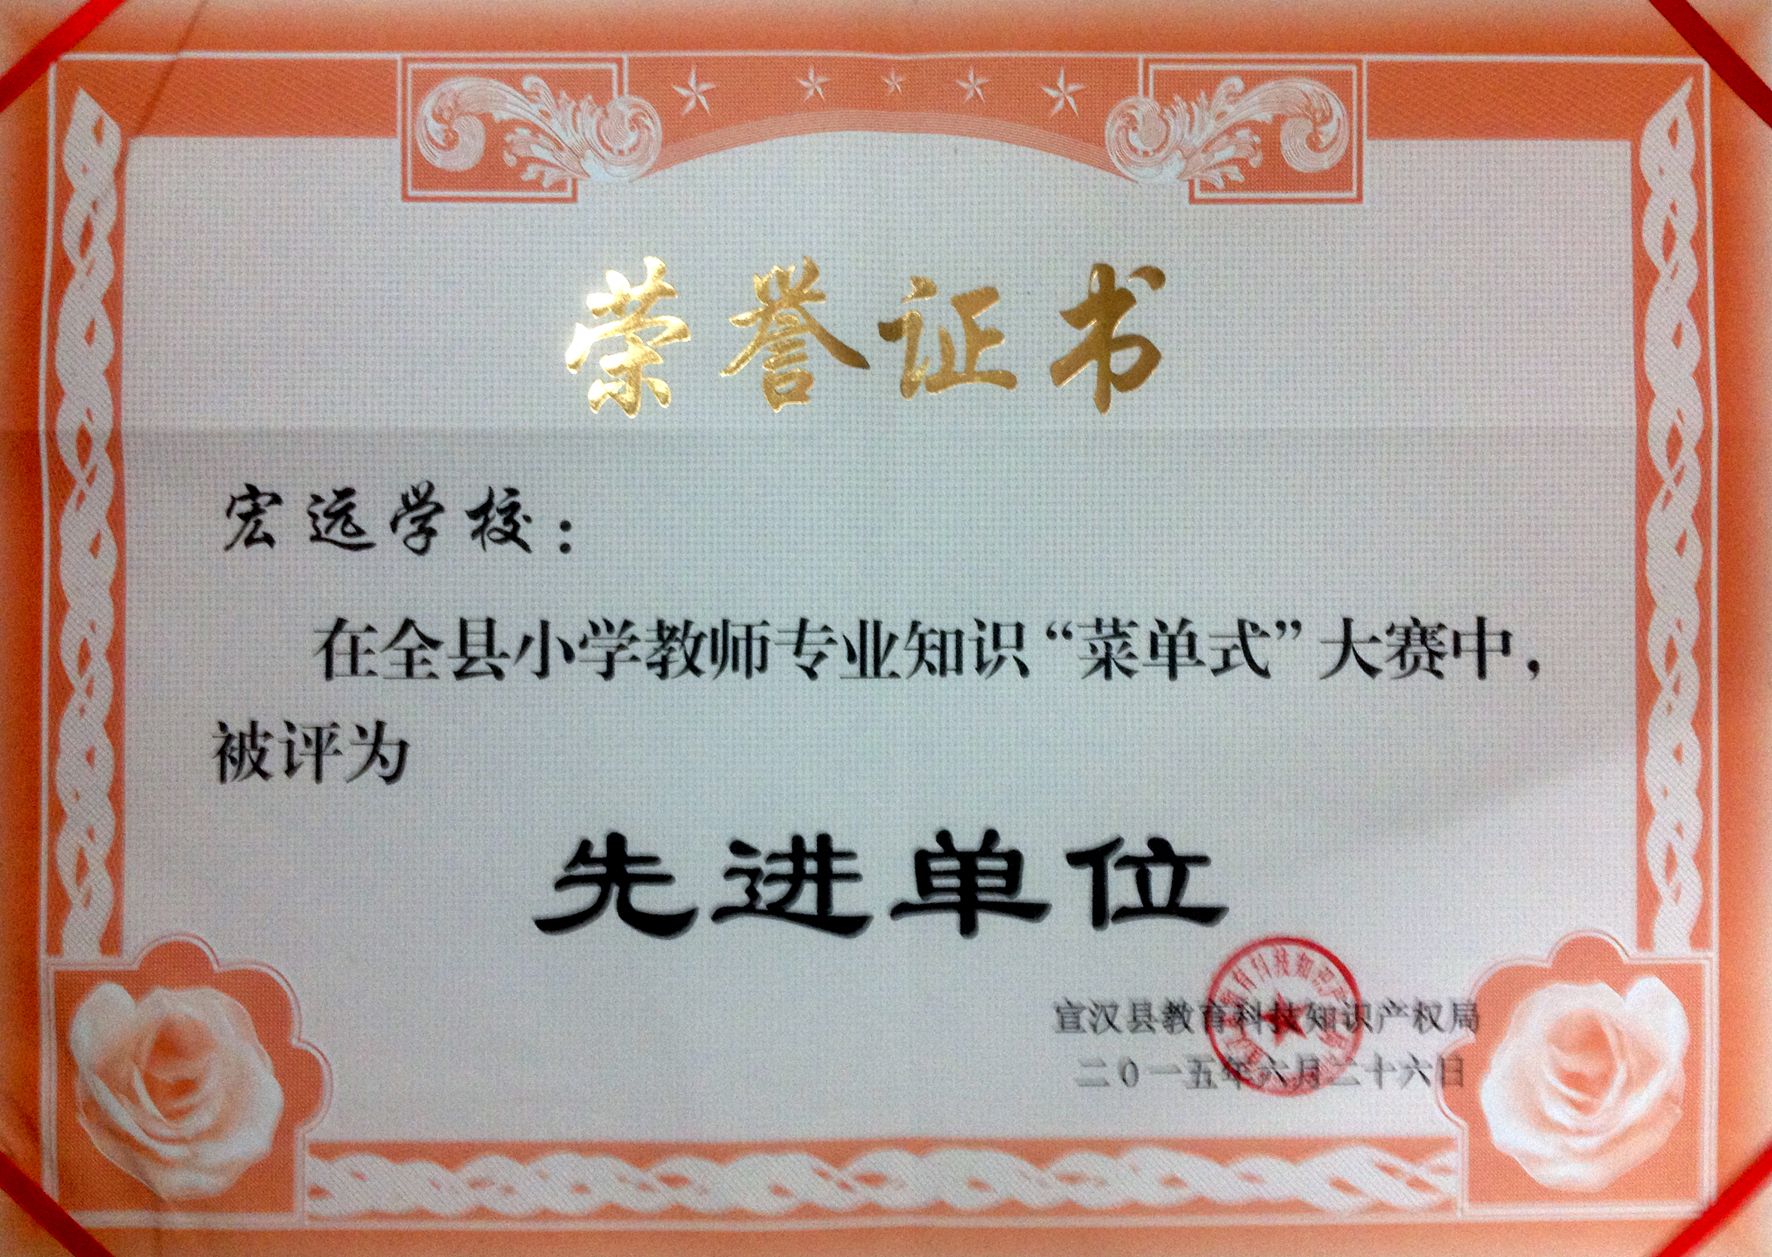 荣誉证书
宏远学校：
在全县小学教师专业知识“菜单式”大赛中，
被评为
先进单位
宣汉县教育科技知识产权局
二0一五年六月二十六日